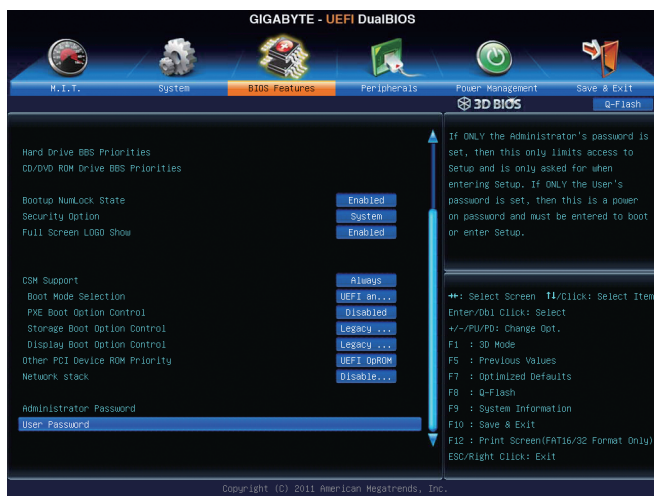 GIGABYTE - UEFI DualBIOS
M.I.T.
System
BIOS Features
Peripherals
Power Management
Save & Exit
3D BIOS
Q-Flash
Hard Drive BBS Priorities
CD/DVD ROM Drive BBS Priorities
Bootup NumLock State Enabled
Security Option System
Full Screen LOGO Show Enabled
CSM Support Always
Boot Mode Selection UEFI an...
PXE Boot Option Control Disabled
Storage Boot Option Control Legacy ...
Display Boot Option Control Legacy ...
Other PCI Device ROM Priority UEFI OpROM
Network stack Disable...
Administrator Password
User Password
If ONLY the Administrator's password is
set, then this only limits access to
Setup and is only asked for when
entering Setup. If ONLY the User's
password is set, then this is a power
on password and must be entered to boot
or enter Setup.
→←: Select Screen ↑↓/Click: Select Item
Enter/Dbl Click: Select
+/-/PU/PD: Change Opt.
F1 : 3D Mode
F5 : Previous Values
F7 : Optimized Defaults
F8 : Q-Flash
F9 : System Information
F10 : Save & Exit
F12 : Print Screen(FAT16/32 Format Only)
ESC/Right Click: Exit
Copyright (C) 2011 American Megatrends, Inc.